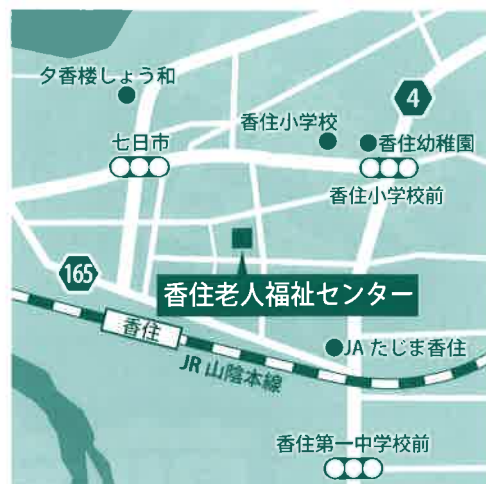 夕香楼しょう和
4
香住小学校
香住幼稚園
七日市
香住小学校前
165
香住老人福祉センター
香住
JR 山陰本線
JA たじま香住
香住第一中学校前